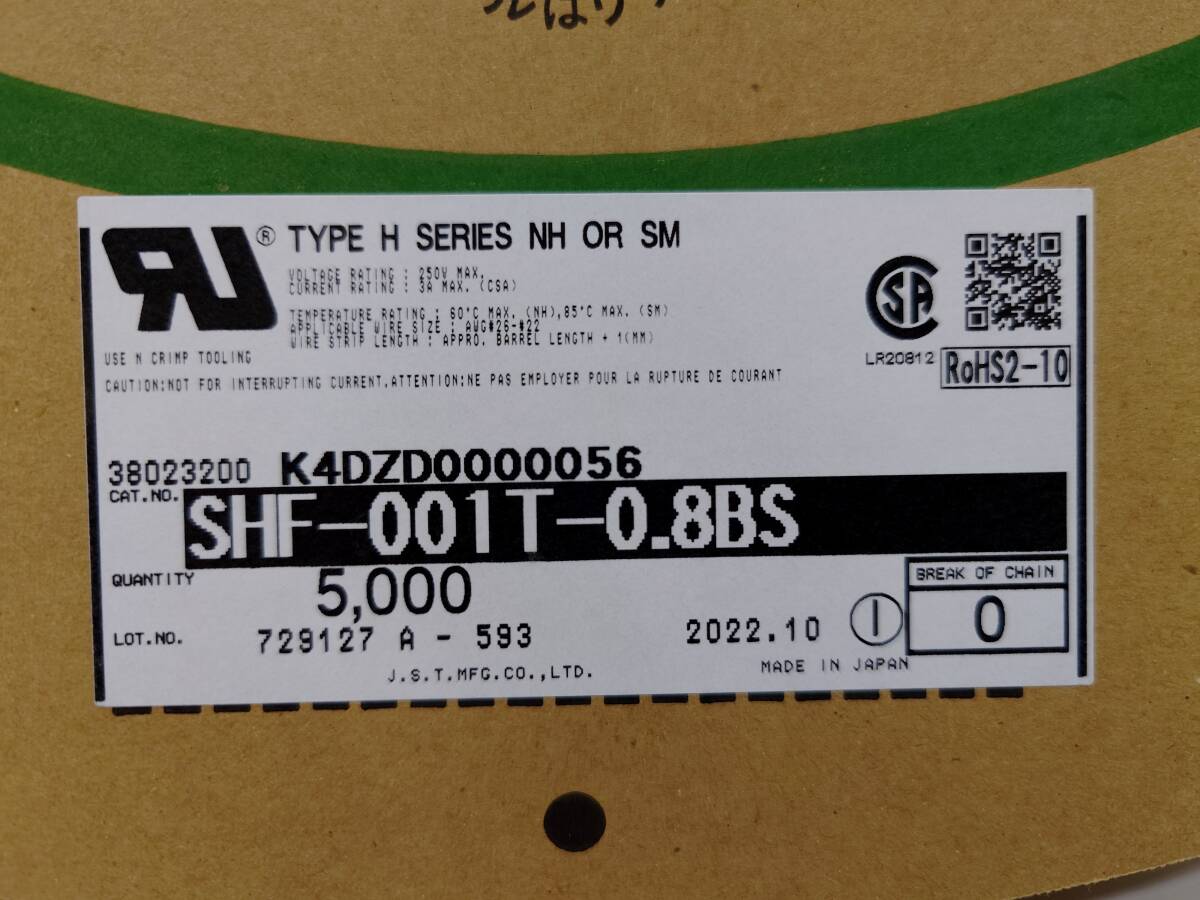 ® TYPE H SERIES NH OR SM
VOLTAGE RATING : 250V MAX.
CURRENT RATING : 3A MAX. (CSA)
TEMPERATURE RATING : 60°C MAX. (NH),85°C MAX. (SM)
APPLICABLE WIRE SIZE : AWG#26-#22
WIRE STRIP LENGTH : APPRO. BARREL LENGTH + 1(MM)
USE N CRIMP TOOLING
LR20812
RoHS2-10
CAUTION:NOT FOR INTERRUPTING CURRENT,ATTENTION:NE PAS EMPLOYER POUR LA RUPTURE DE COURANT
38023200 K4DZD0000056
CAT.NO. SHF-001T-0.8BS
QUANTITY 5,000
BREAK OF CHAIN
0
LOT.NO. 729127 A - 593 2022.10 1
J.S.T.MFG.CO.,LTD. MADE IN JAPAN